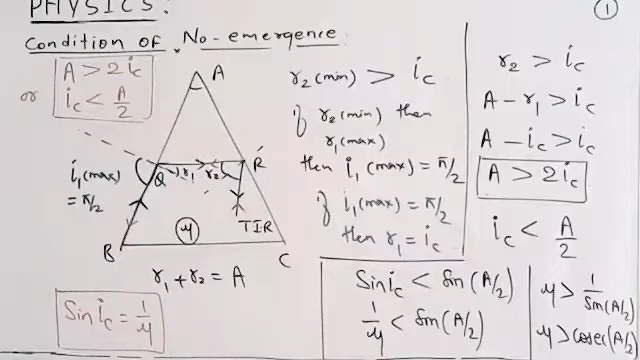 PHYSICS:
1
Condition of No-emergence
A > 2ic
or
ic < A/2
A
i1(max)
= π/2
Q
r1
r2
R
TIR
μ
B
C
r1 + r2 = A
Sin ic = 1/μ
r2(min) > ic
if r2(min) then
r1(max)
then i1(max) = π/2
if i1(max) = π/2
then r1 = ic
r2 > ic
A - r1 > ic
A - ic > ic
A > 2ic
ic < A/2
Sin ic < Sin (A/2)
1/μ < Sin (A/2)
μ > 1/Sin(A/2)
μ > cosec(A/2)